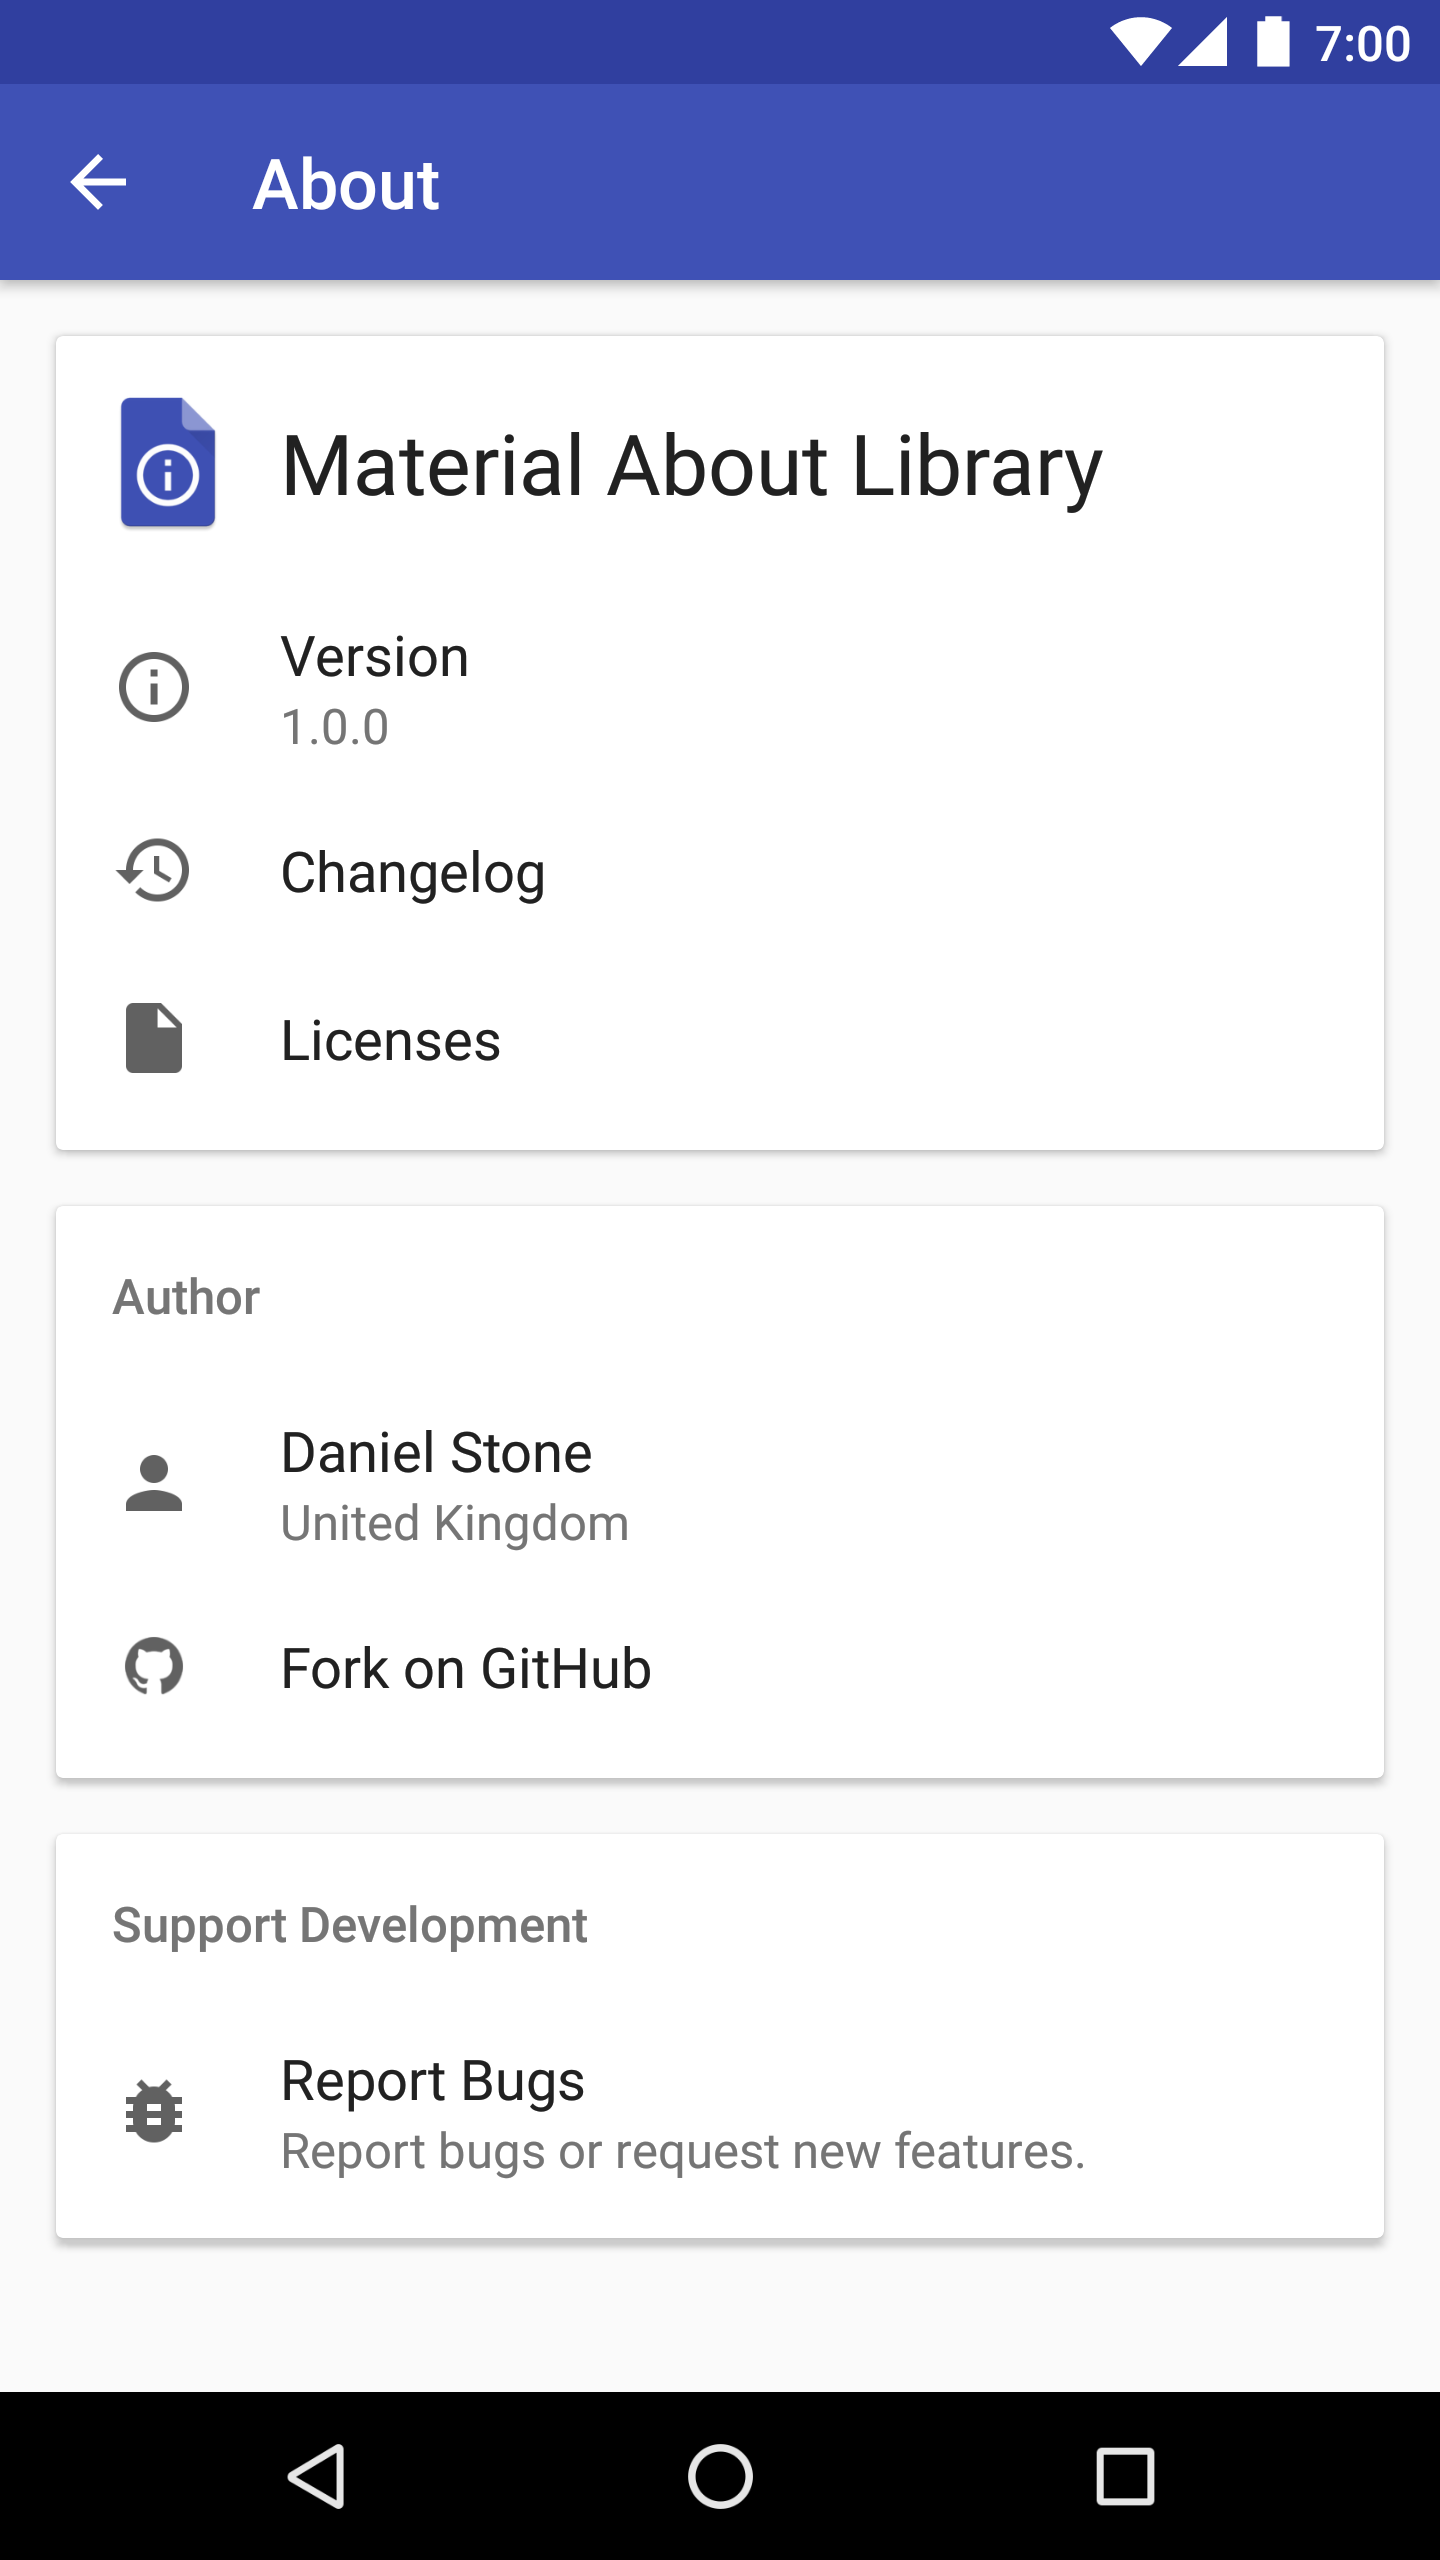 7:00
About
Material About Library
Version
1.0.0
Changelog
Licenses
Author
Daniel Stone
United Kingdom
Fork on GitHub
Support Development
Report Bugs
Report bugs or request new features.